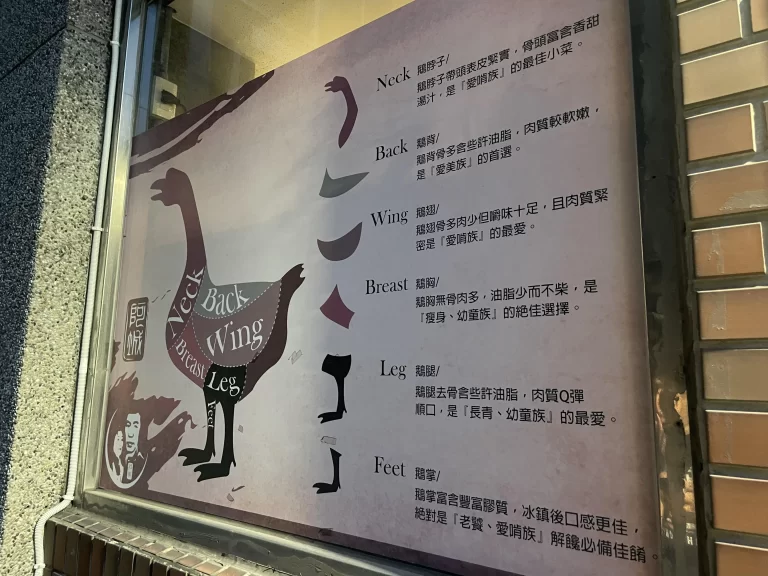 Neck 鵝脖子/
鵝脖子帶頭表皮緊實，骨頭富含香甜
湯汁，是『愛啃族』的最佳小菜。
Back 鵝背/
鵝背骨多含些許油脂，肉質較軟嫩，
是『愛美族』的首選。
Wing 鵝翅/
鵝翅骨多肉少但嚼味十足，且肉質緊
密是『愛啃族』的最愛。
Breast 鵝胸/
鵝胸無骨肉多，油脂少而不柴，是
『瘦身、幼童族』的絕佳選擇。
Leg 鵝腿/
鵝腿去骨含些許油脂，肉質Q彈
順口，是『長青、幼童族』的最愛。
Feet 鵝掌/
鵝掌富含豐富膠質，冰鎮後口感更佳，
絕對是『老饕、愛啃族』解饞必備佳餚。
Neck
Back
Wing
Breast
Leg
Feet
阿城